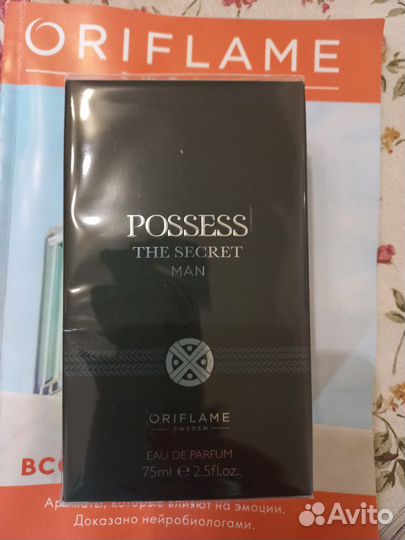 ORIFLAME
POSSESS
THE SECRET
MAN
ORIFLAME
SWEDEN
EAU DE PARFUM
75ml e 2.5fl.oz.
ВС
Ароматы, которые влияют на эмоции.
Доказано нейробиологами.
Avito